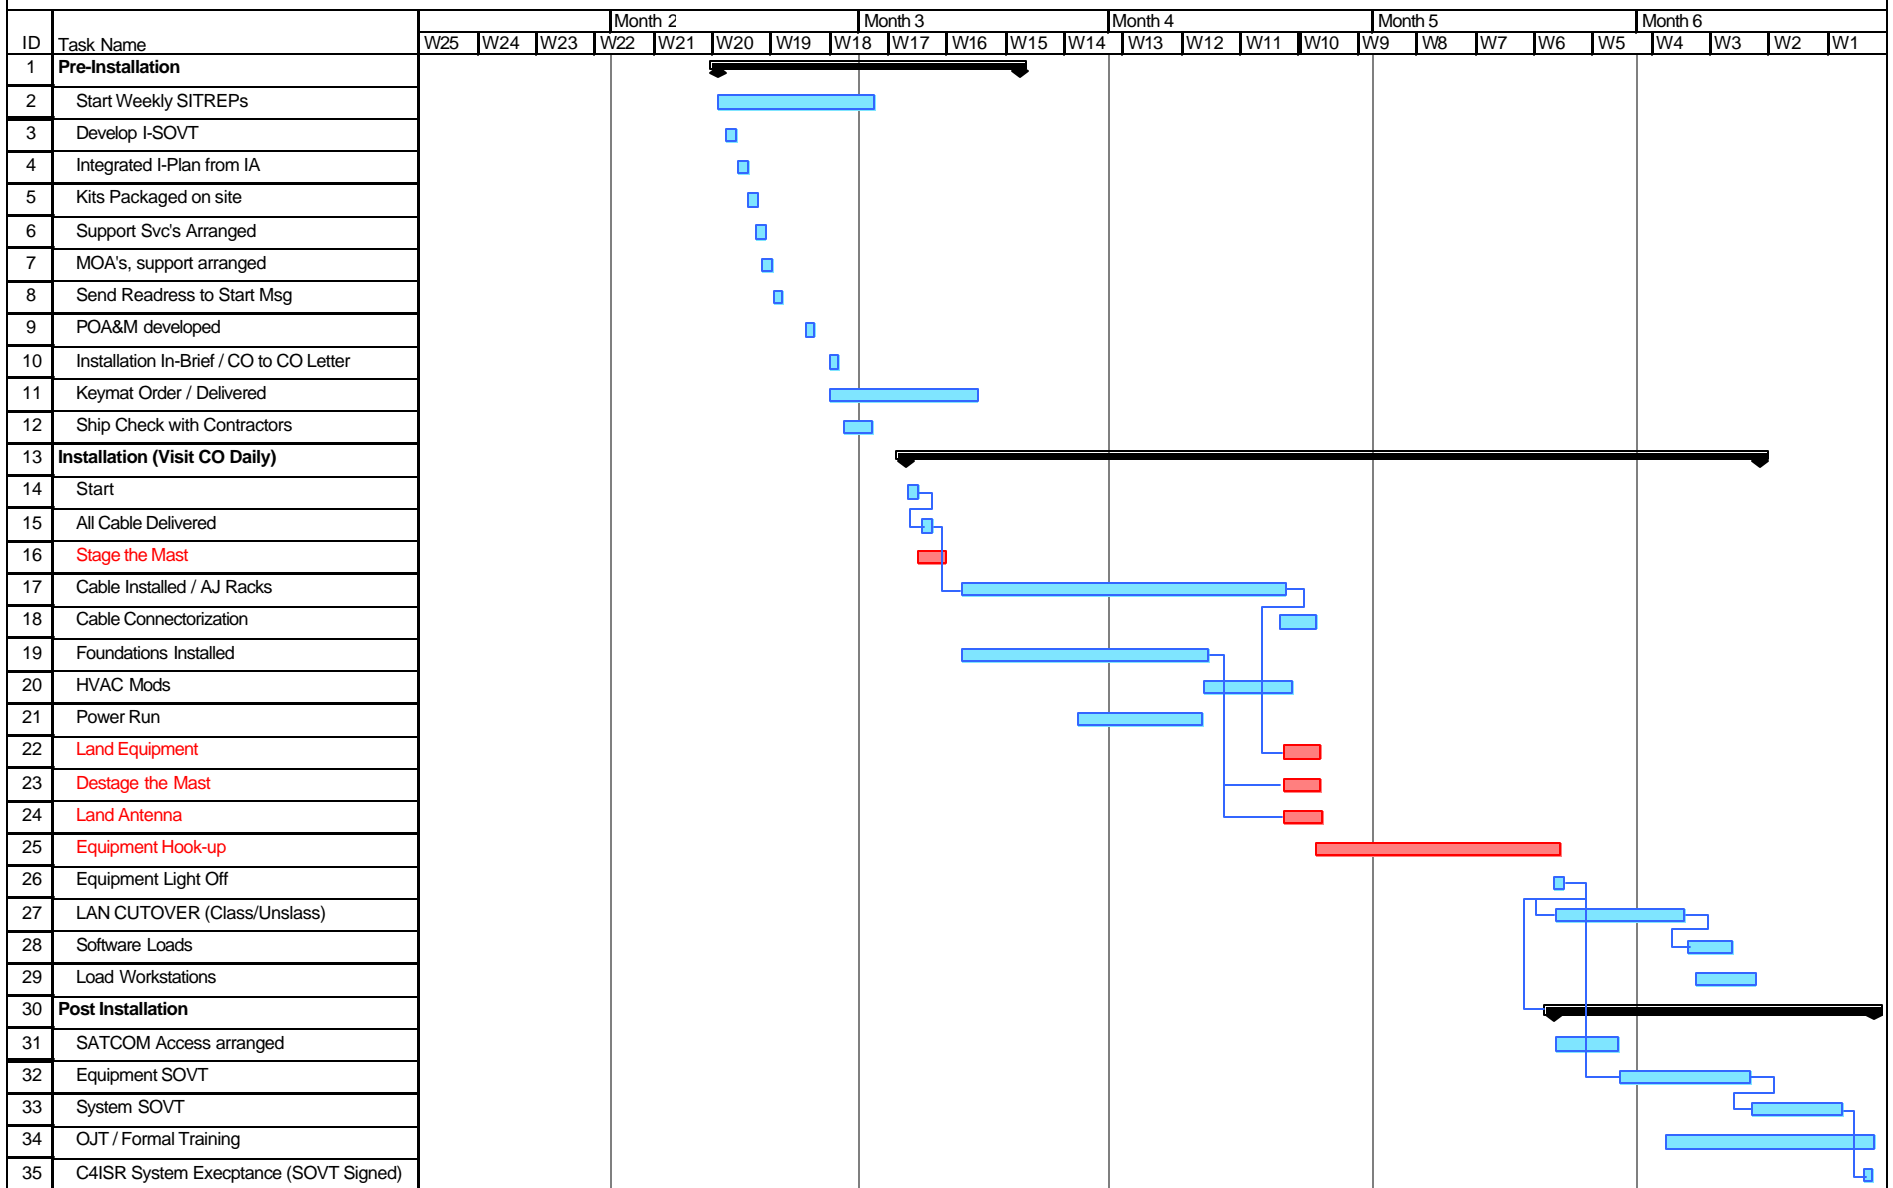 Month 2 Month 3 Month 4 Month 5 Month 6
ID Task Name W25 W24 W23 W22 W21 W20 W19 W18 W17 W16 W15 W14 W13 W12 W11 W10 W9 W8 W7 W6 W5 W4 W3 W2 W1
1 Pre-Installation
2 Start Weekly SITREPs
3 Develop I-SOVT
4 Integrated I-Plan from IA
5 Kits Packaged on site
6 Support Svc's Arranged
7 MOA's, support arranged
8 Send Readress to Start Msg
9 POA&M developed
10 Installation In-Brief / CO to CO Letter
11 Keymat Order / Delivered
12 Ship Check with Contractors
13 Installation (Visit CO Daily)
14 Start
15 All Cable Delivered
16 Stage the Mast
17 Cable Installed / AJ Racks
18 Cable Connectorization
19 Foundations Installed
20 HVAC Mods
21 Power Run
22 Land Equipment
23 Destage the Mast
24 Land Antenna
25 Equipment Hook-up
26 Equipment Light Off
27 LAN CUTOVER (Class/Unslass)
28 Software Loads
29 Load Workstations
30 Post Installation
31 SATCOM Access arranged
32 Equipment SOVT
33 System SOVT
34 OJT / Formal Training
35 C4ISR System Execptance (SOVT Signed)